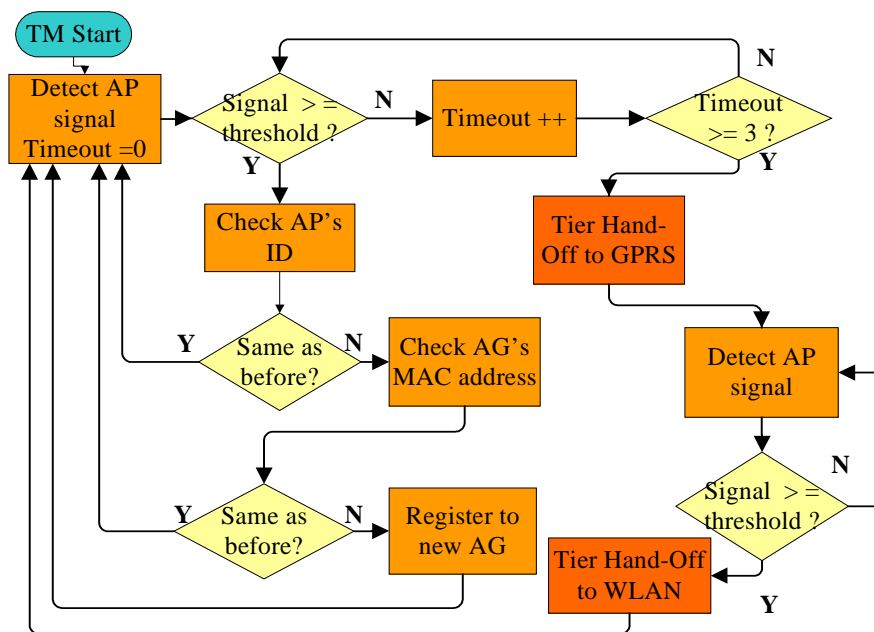 TM Start
Detect AP
signal
Timeout =0
Signal > =
threshold ?
N
Y
Timeout ++
Timeout
>= 3 ?
N
Y
Check AP's
ID
Tier Hand-
Off to GPRS
Same as
before?
Y
N
Check AG's
MAC address
Detect AP
signal
Same as
before?
Y
N
Register to
new AG
Signal > =
threshold ?
N
Y
Tier Hand-Off
to WLAN